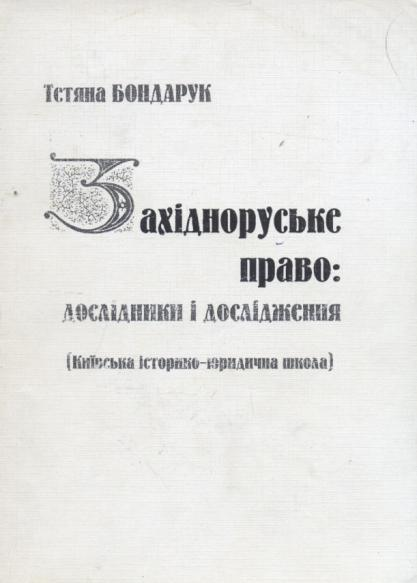 Тетяна БОНДАРУК
Західноруське
право:
ДОСЛІДНИКИ І ДОСЛІДЖЕННЯ
(Київська історико-юридична школа)